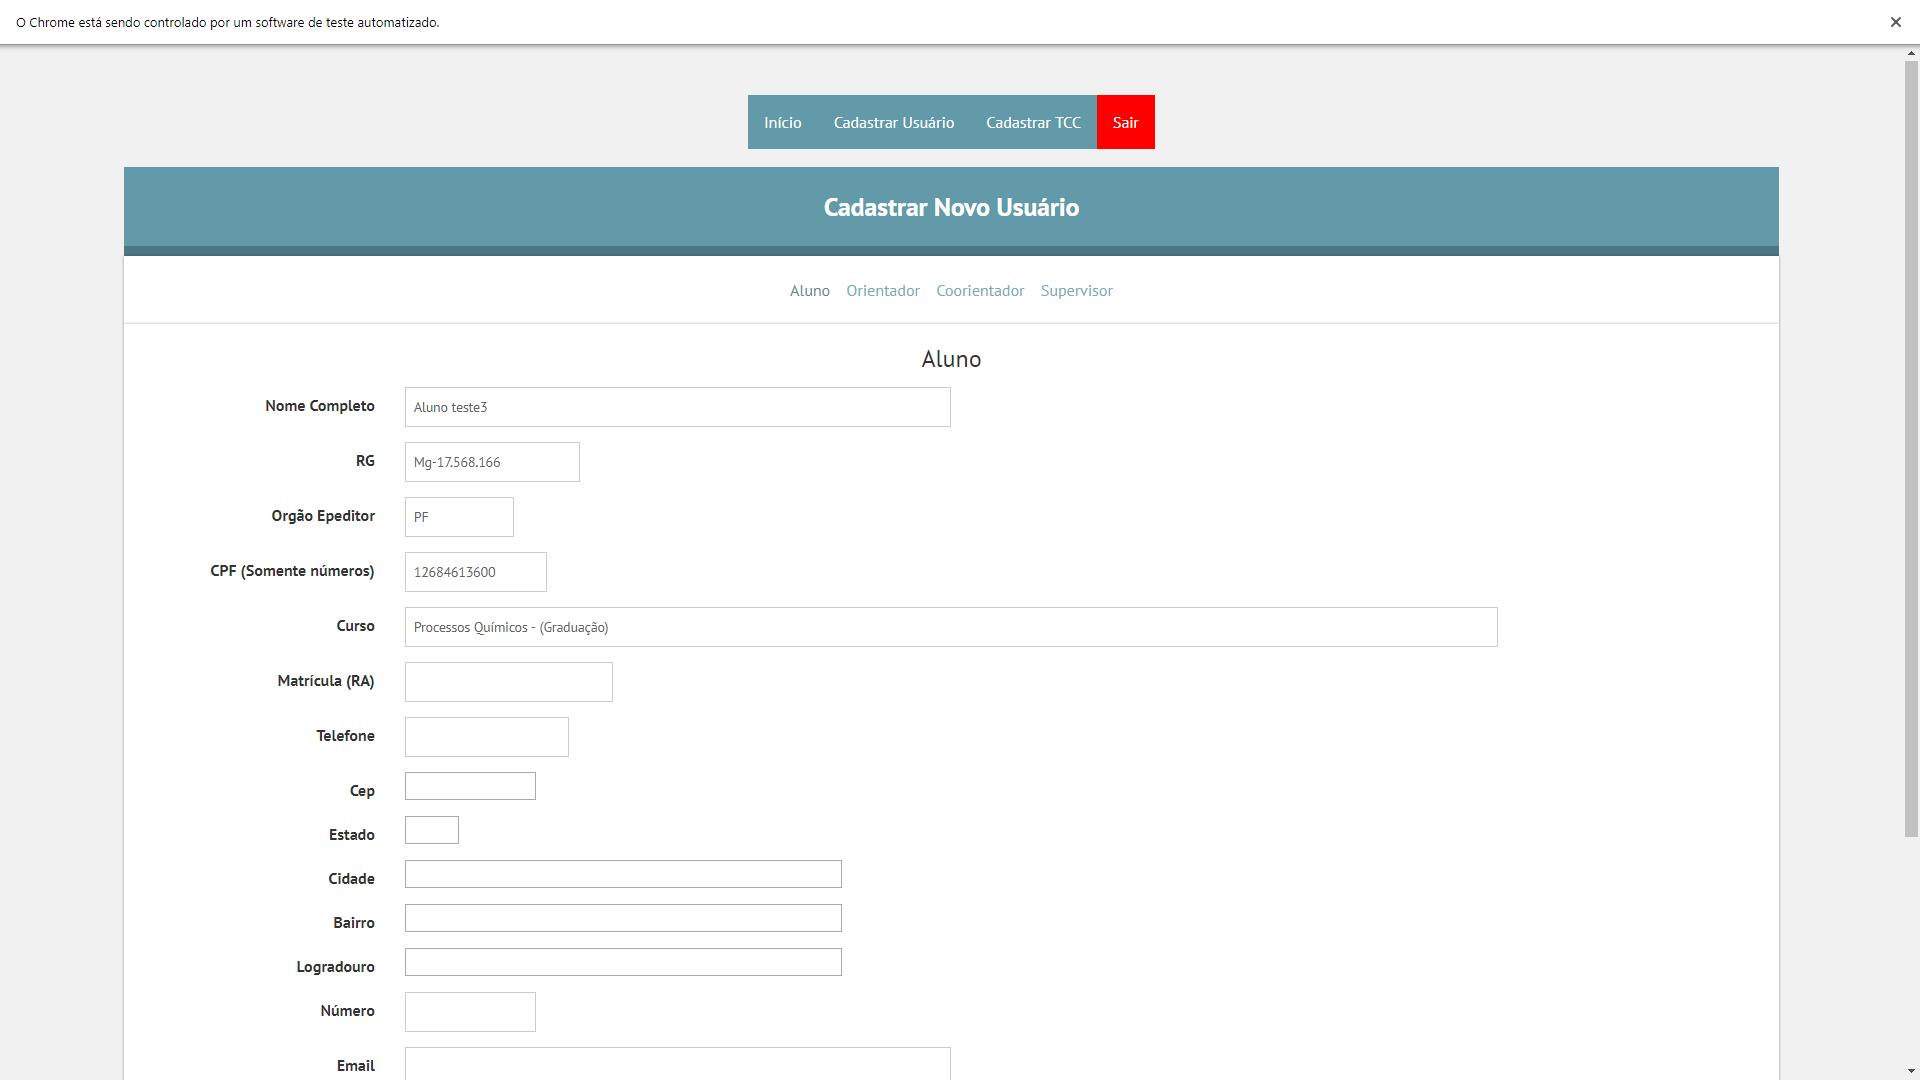 O Chrome está sendo controlado por um software de teste automatizado.
Início Cadastrar Usuário Cadastrar TCC Sair
Cadastrar Novo Usuário
Aluno Orientador Coorientador Supervisor
Aluno
Nome Completo Aluno teste3
RG Mg-17.568.166
Orgão Epeditor PF
CPF (Somente números) 12684613600
Curso Processos Químicos - (Graduação)
Matrícula (RA)
Telefone
Cep
Estado
Cidade
Bairro
Logradouro
Número
Email